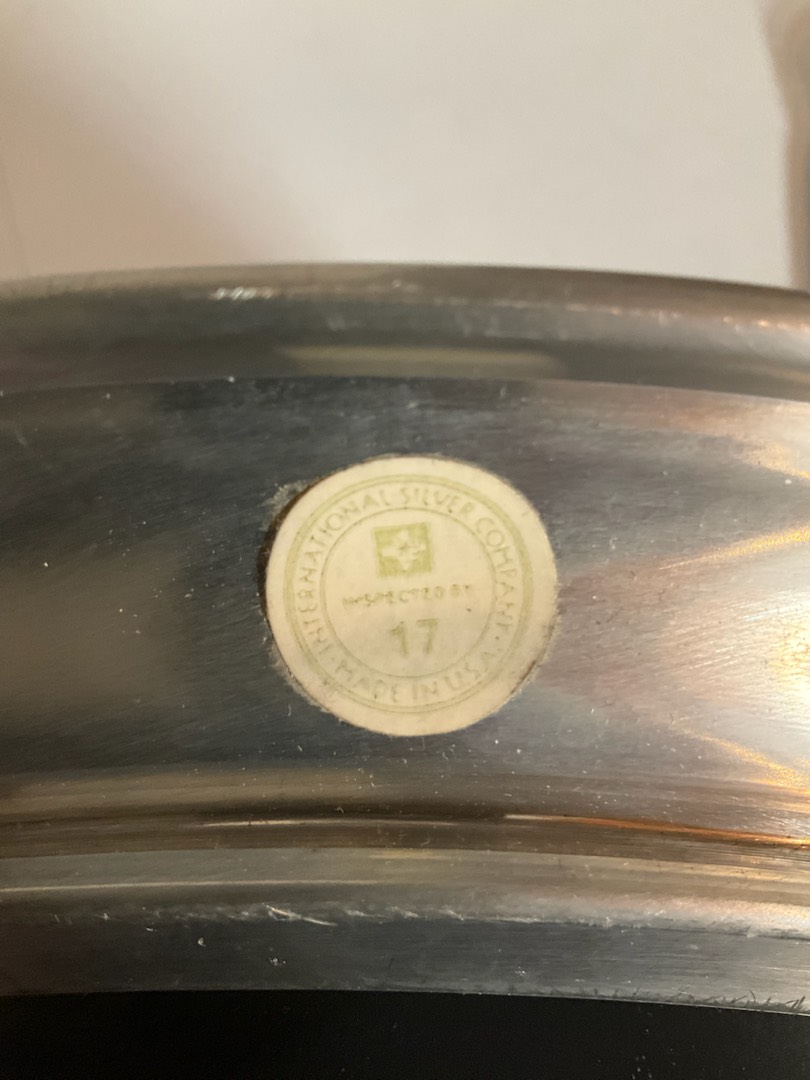 INTERNATIONAL SILVER COMPANY
INSPECTED BY
17
· MADE IN U.S.A. ·